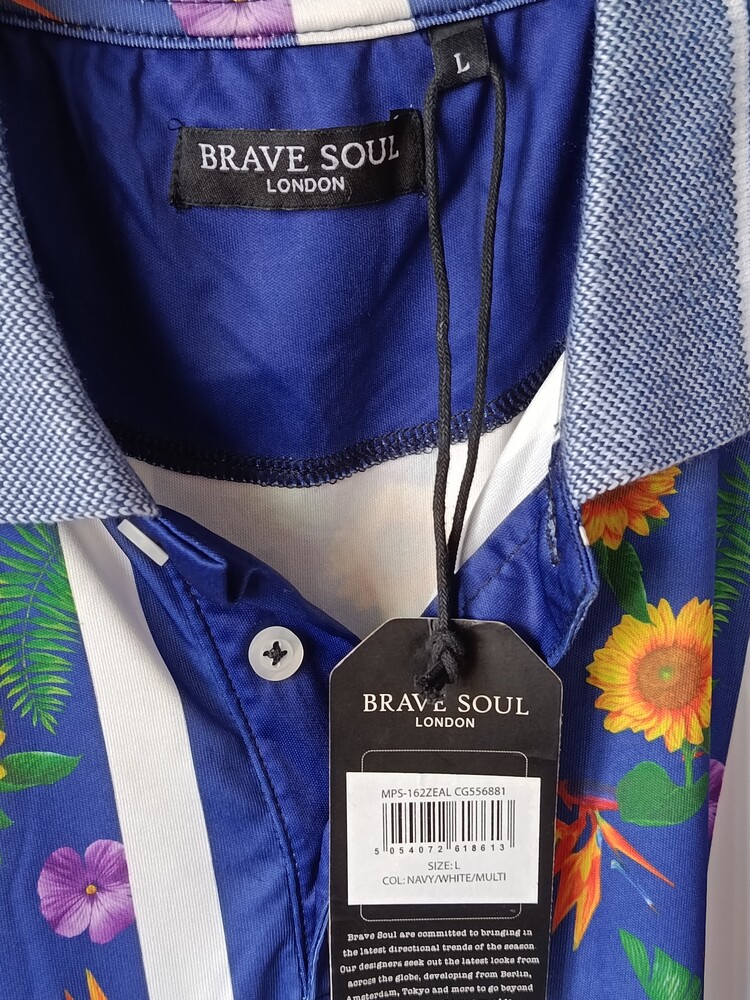 L
BRAVE SOUL
LONDON
BRAVE SOUL
LONDON
MPS-162ZEAL CG556881
5 054072 618613
SIZE: L
COL: NAVY/WHITE/MULTI
Brave Soul are committed to bringing in
the latest directional trends of the season.
Our designers seek out the latest looks from
across the globe, developing from Berlin,
Amsterdam, Tokyo and more to go beyond